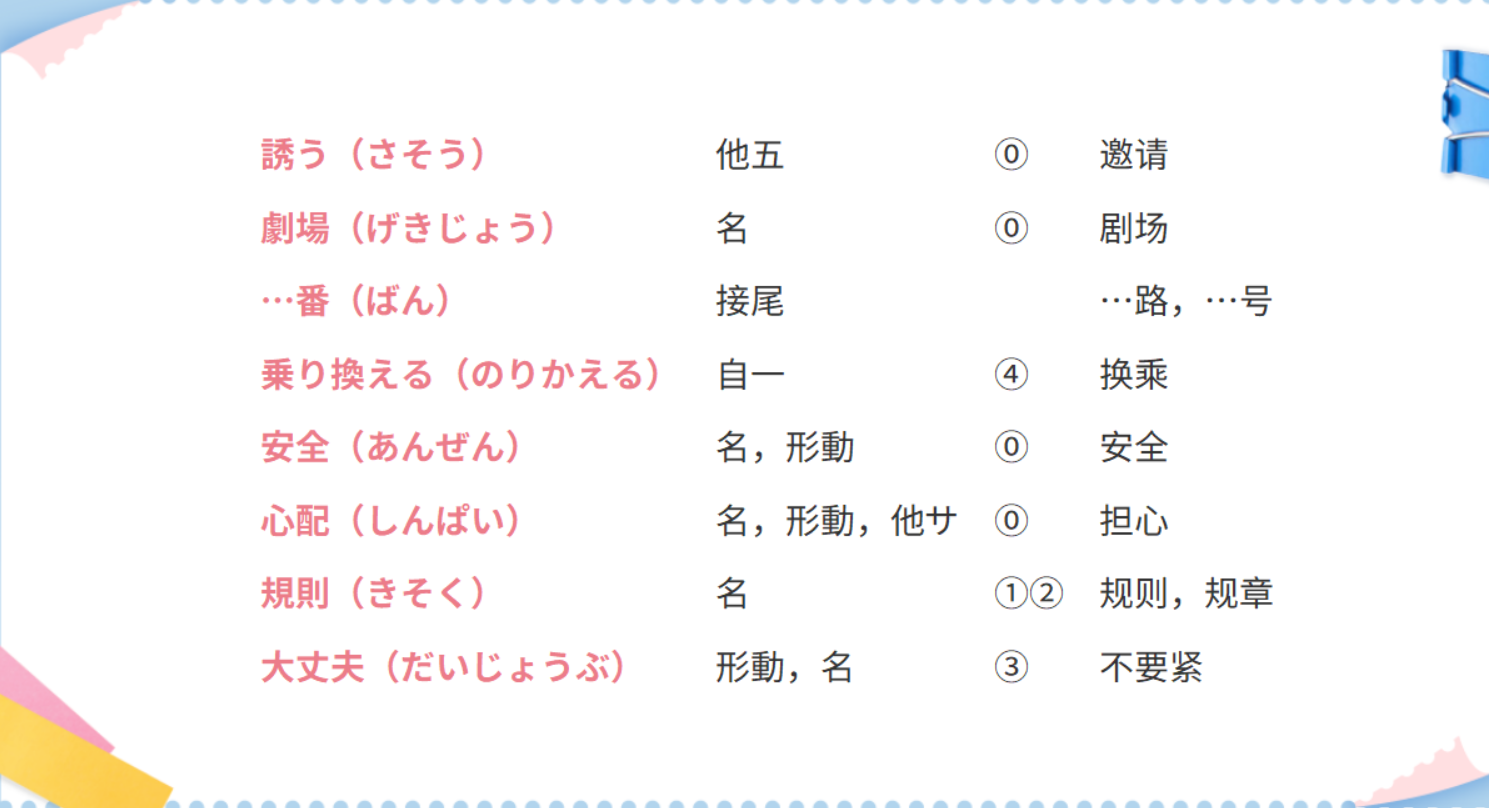 誘う（さそう） 他五 ⓪ 邀请
劇場（げきじょう） 名 ⓪ 剧场
…番（ばん） 接尾 …路，…号
乗り換える（のりかえる） 自一 ④ 换乘
安全（あんぜん） 名，形動 ⓪ 安全
心配（しんぱい） 名，形動，他サ ⓪ 担心
規則（きそく） 名 ①② 规则，规章
大丈夫（だいじょうぶ） 形動，名 ③ 不要紧